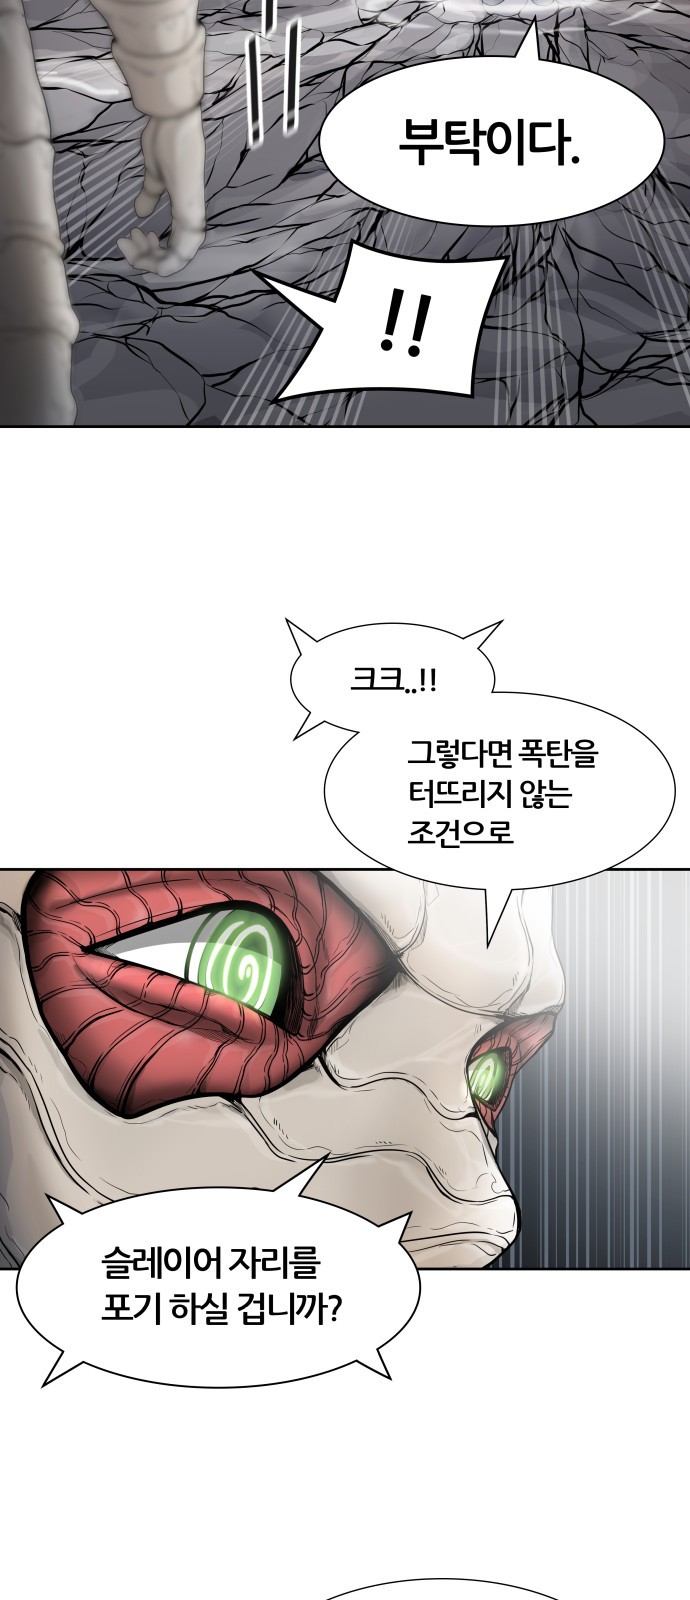 부탁이다.
!!
크크..!!
그렇다면 폭탄을
터뜨리지 않는
조건으로
슬레이어 자리를
포기 하실 겁니까?